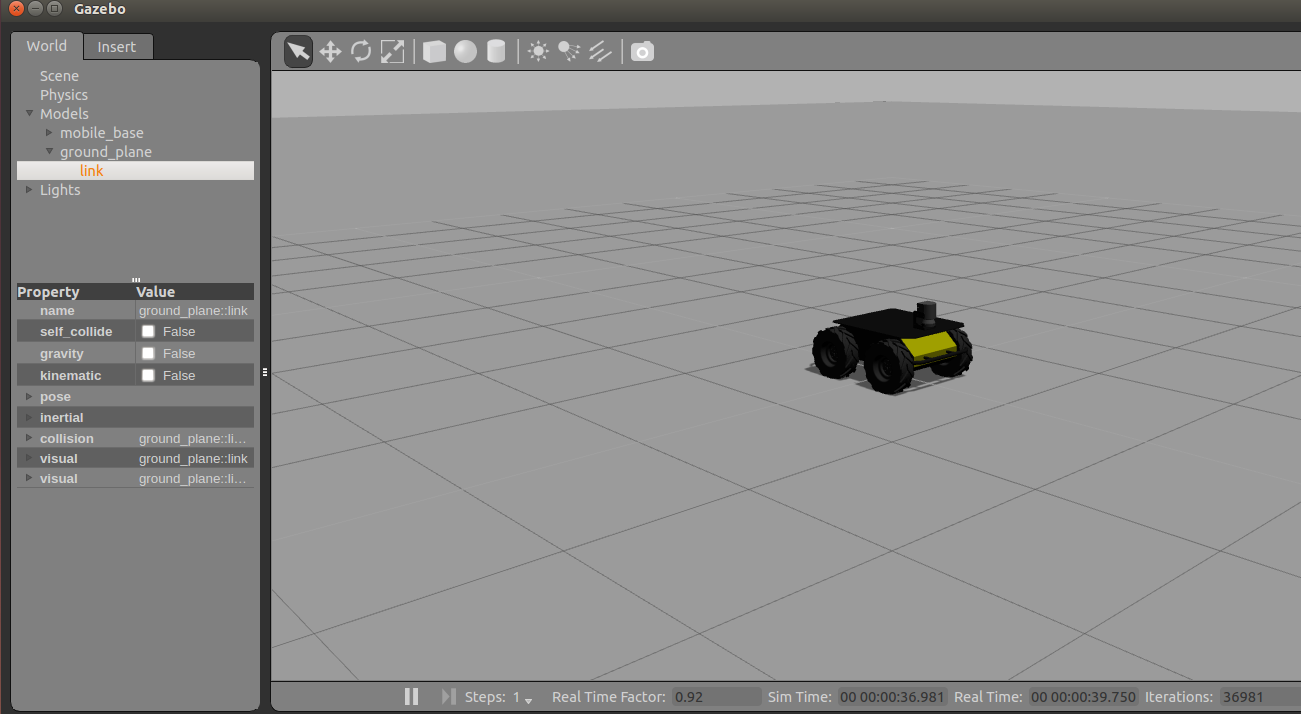 Gazebo
World Insert
Scene
Physics
Models
mobile_base
ground_plane
link
Lights
Property Value
name ground_plane::link
self_collide False
gravity False
kinematic False
pose
inertial
collision ground_plane::li...
visual ground_plane::link
visual ground_plane::li...
Steps: 1 Real Time Factor: 0.92 Sim Time: 00 00:00:36.981 Real Time: 00 00:00:39.750 Iterations: 36981